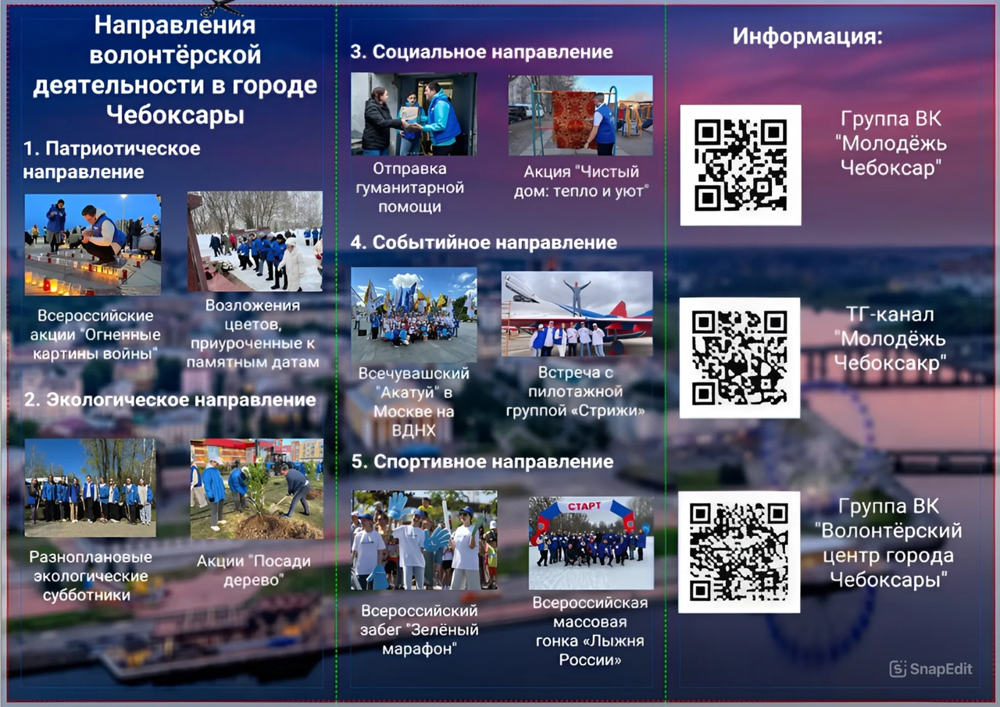 Направления
волонтёрской
деятельности в городе
Чебоксары
1. Патриотическое
направление
Всероссийские
акции "Огненные
картины войны"
Возложения
цветов,
приуроченные к
памятным датам
2. Экологическое направление
Разноплановые
экологические
субботники
Акции "Посади
дерево"
3. Социальное направление
Отправка
гуманитарной
помощи
Акция "Чистый
дом: тепло и уют"
4. Событийное направление
Всечувашский
"Акатуй" в
Москве на
ВДНХ
Встреча с
пилотажной
группой «Стрижи»
5. Спортивное направление
Всероссийский
забег "Зелёный
марафон"
СТАРТ
Всероссийская
массовая
гонка «Лыжня
России»
Информация:
Группа ВК
"Молодёжь
Чебоксар"
ТГ-канал
"Молодёжь
Чебоксакр"
Группа ВК
"Волонтёрский
центр города
Чебоксары"
SnapEdit